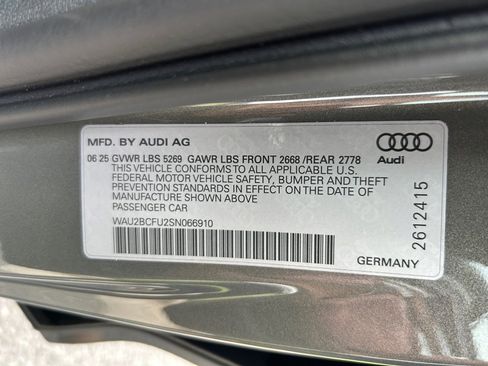 MFD. BY AUDI AG
Audi
06 25 GVWR LBS 5269 GAWR LBS FRONT 2668 /REAR 2778
THIS VEHICLE CONFORMS TO ALL APPLICABLE U.S.
FEDERAL MOTOR VEHICLE SAFETY, BUMPER AND THEFT
PREVENTION STANDARDS IN EFFECT ON THE DATE OF
MANUFACTURE SHOWN ABOVE
PASSENGER CAR
WAU2BCFU2SN066910
2612415
GERMANY